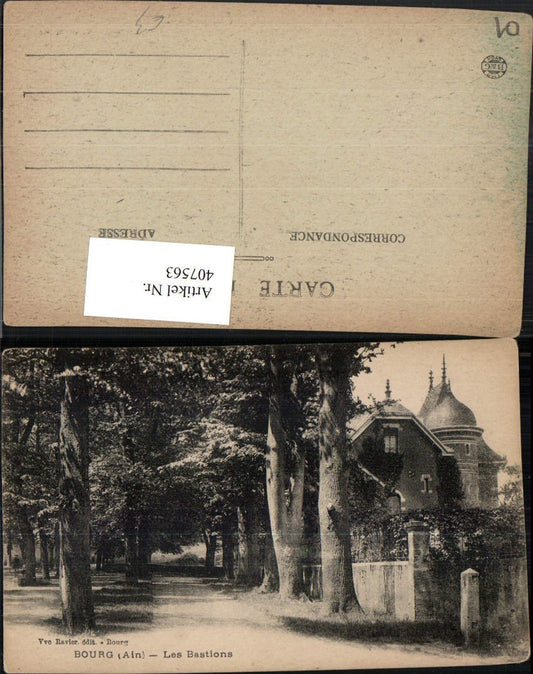 CARTE
CORRESPONDANCE
ADRESSE
Artikel Nr.
407563
Vve Ravier, édit. - Bourg
BOURG (Ain) — Les Bastions